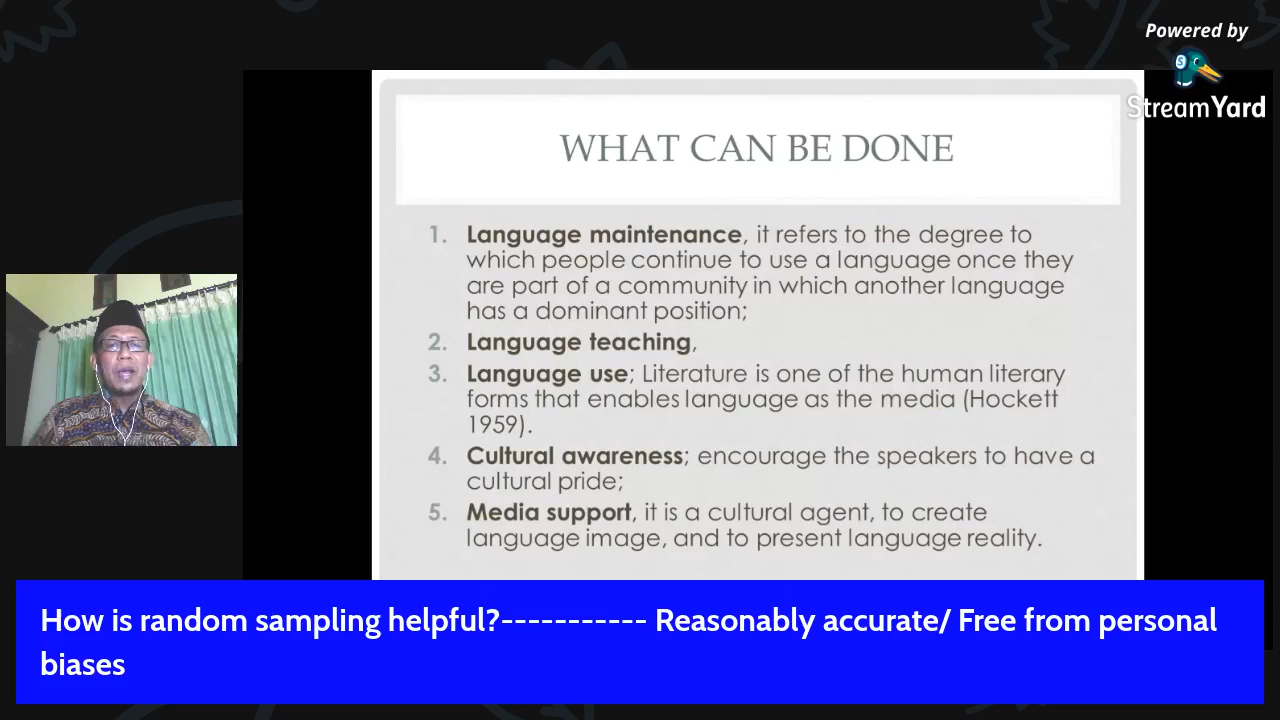 Powered by
StreamYard
WHAT CAN BE DONE
1. Language maintenance, it refers to the degree to
which people continue to use a language once they
are part of a community in which another language
has a dominant position;
2. Language teaching,
3. Language use; Literature is one of the human literary
forms that enables language as the media (Hockett
1959).
4. Cultural awareness; encourage the speakers to have a
cultural pride;
5. Media support, it is a cultural agent, to create
language image, and to present language reality.
How is random sampling helpful?----------- Reasonably accurate/ Free from personal
biases